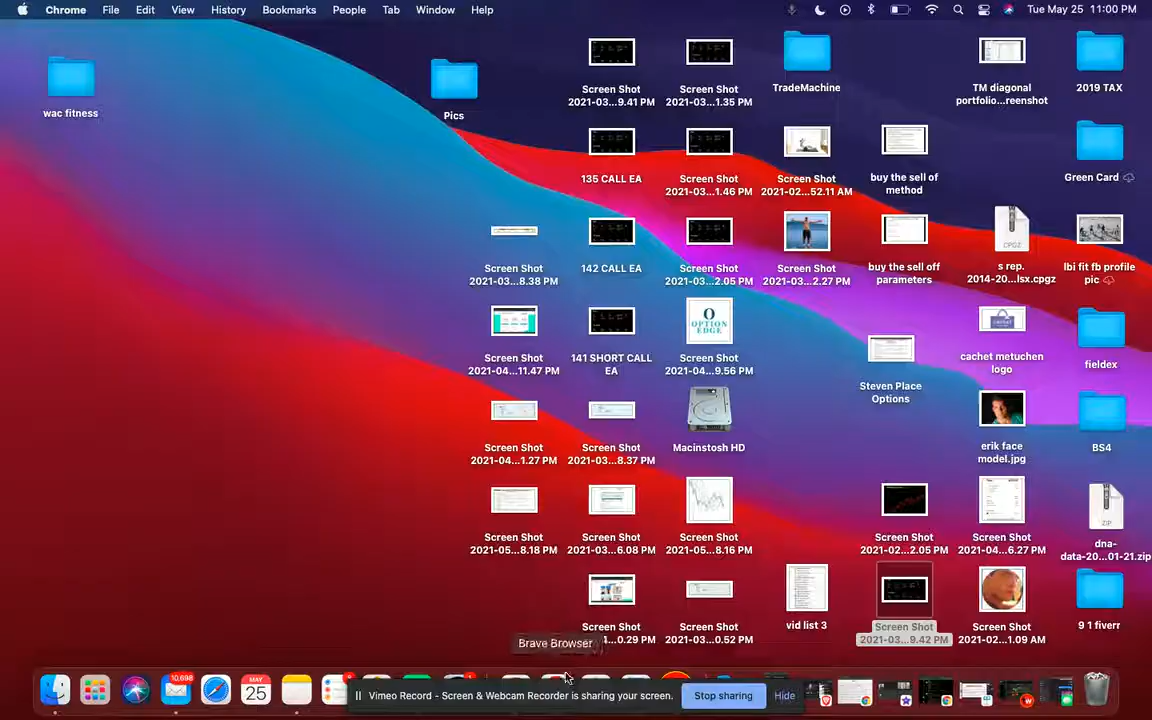 Chrome File Edit View History Bookmarks People Tab Window Help Tue May 25 11:00 PM
wac fitness
Pics
Screen Shot
2021-03...9.41 PM
Screen Shot
2021-03...1.35 PM
TradeMachine
TM diagonal
portfolio...reenshot
2019 TAX
135 CALL EA
Screen Shot
2021-03...1.46 PM
Screen Shot
2021-02...52.11 AM
buy the sell of
method
Green Card
Screen Shot
2021-03...8.38 PM
142 CALL EA
Screen Shot
2021-03...2.05 PM
Screen Shot
2021-03...2.27 PM
buy the sell off
parameters
CPGZ
s rep.
2014-20...lsx.cpgz
lbi fit fb profile
pic
Screen Shot
2021-04...11.47 PM
141 SHORT CALL
EA
O
OPTION
EDGE
Screen Shot
2021-04...9.56 PM
Steven Place
Options
cachet metuchen
logo
fieldex
Screen Shot
2021-04...1.27 PM
Screen Shot
2021-03...8.37 PM
Macintosh HD
erik face
model.jpg
BS4
Screen Shot
2021-05...8.18 PM
Screen Shot
2021-03...6.08 PM
Screen Shot
2021-05...8.16 PM
Screen Shot
2021-02...2.05 PM
Screen Shot
2021-04...6.27 PM
ZIP
dna-
data-20...01-21.zip
Screen Shot
...0.29 PM
Screen Shot
2021-03...0.52 PM
vid list 3
Screen Shot
2021-03...9.42 PM
Screen Shot
2021-02...1.09 AM
9 1 fiverr
Brave Browser
10,698
MAY
25
Vimeo Record - Screen & Webcam Recorder is sharing your screen. Stop sharing Hide